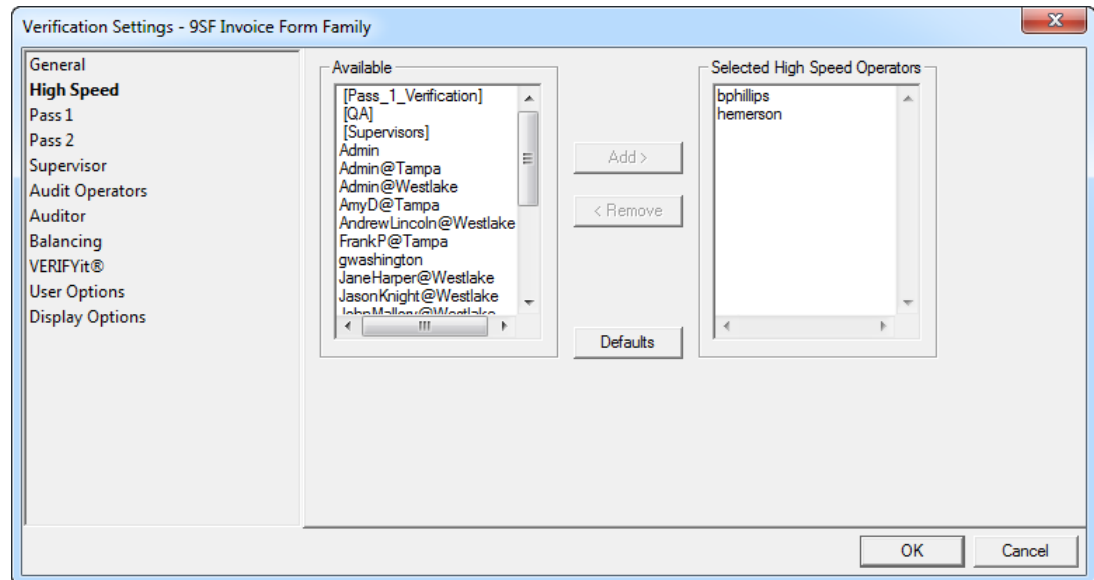 Verification Settings - 9SF Invoice Form Family
General
High Speed
Pass 1
Pass 2
Supervisor
Audit Operators
Auditor
Balancing
VERIFYit®
User Options
Display Options
Available
[Pass_1_Verification]
[QA]
[Supervisors]
Admin
Admin@Tampa
Admin@Westlake
AmyD@Tampa
AndrewLincoln@Westlake
FrankP@Tampa
gwashington
JaneHarper@Westlake
JasonKnight@Westlake
Add >
< Remove
Defaults
Selected High Speed Operators
bphillips
hemerson
OK
Cancel